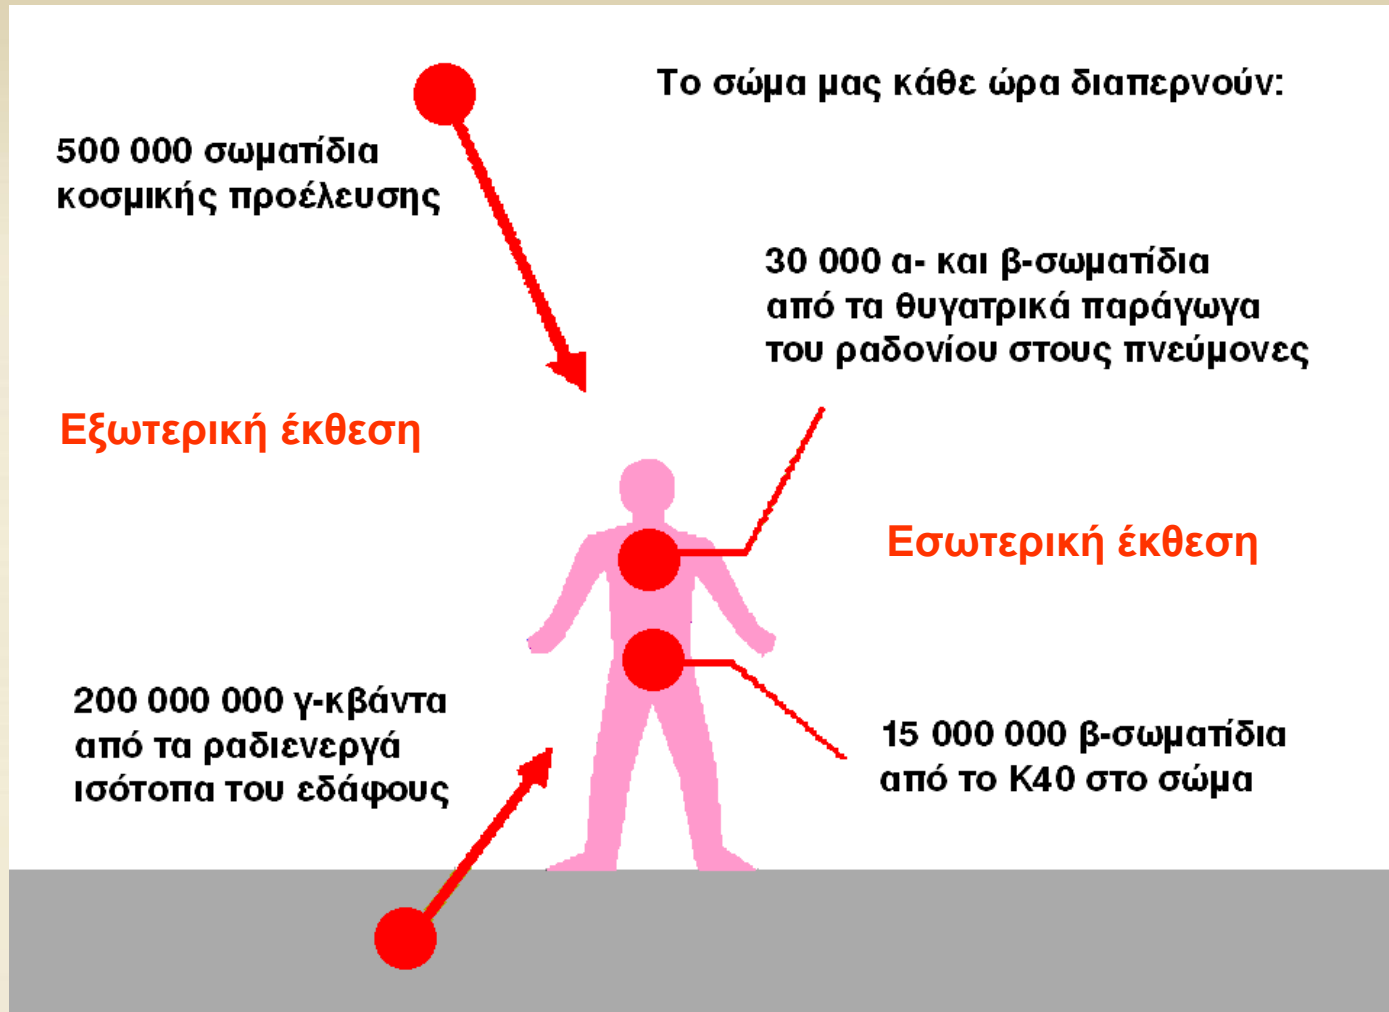 Το σώμα μας κάθε ώρα διαπερνούν:
500 000 σωματίδια
κοσμικής προέλευσης
30 000 α- και β-σωματίδια
από τα θυγατρικά παράγωγα
του ραδονίου στους πνεύμονες
Εξωτερική έκθεση
Εσωτερική έκθεση
200 000 000 γ-κβάντα
από τα ραδιενεργά
ισότοπα του εδάφους
15 000 000 β-σωματίδια
από το Κ40 στο σώμα